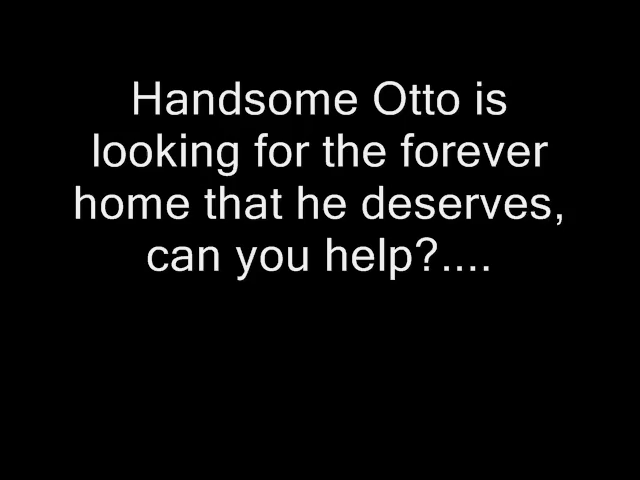 Handsome Otto is
looking for the forever
home that he deserves,
can you help?....